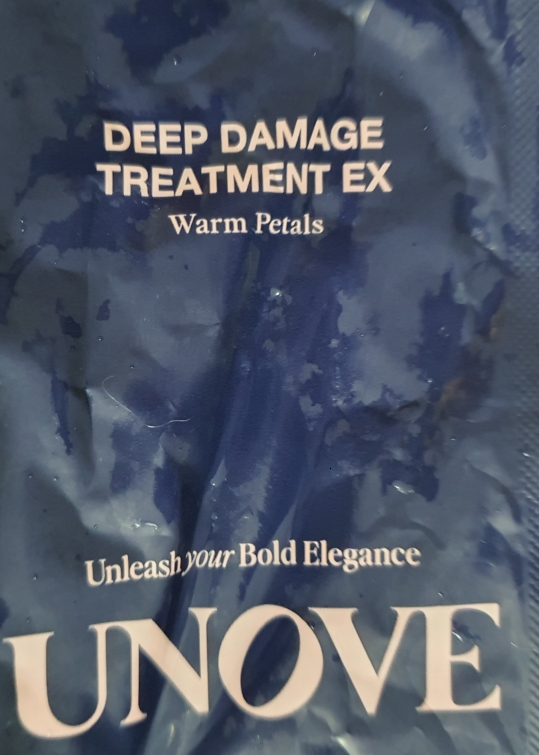 DEEP DAMAGE
TREATMENT EX
Warm Petals
Unleash your Bold Elegance
UNOVE